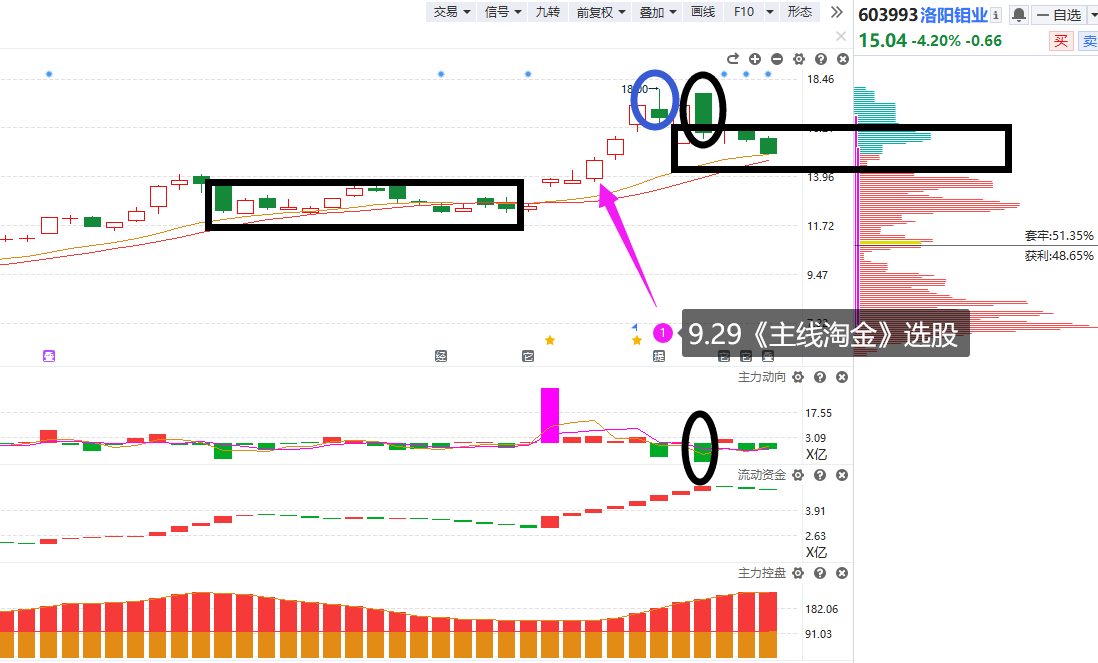 交易 信号 九转 前复权 叠加 画线 F10 形态
603993 洛阳钼业
自选
15.04 -4.20% -0.66
买 卖
18.46
18.00→
13.96
11.72
套牢:51.35%
获利:48.65%
9.47
1 9.29《主线淘金》选股
经
提
主力动向
17.55
3.09
X亿
流动资金
3.91
2.63
X亿
主力控盘
182.06
91.03